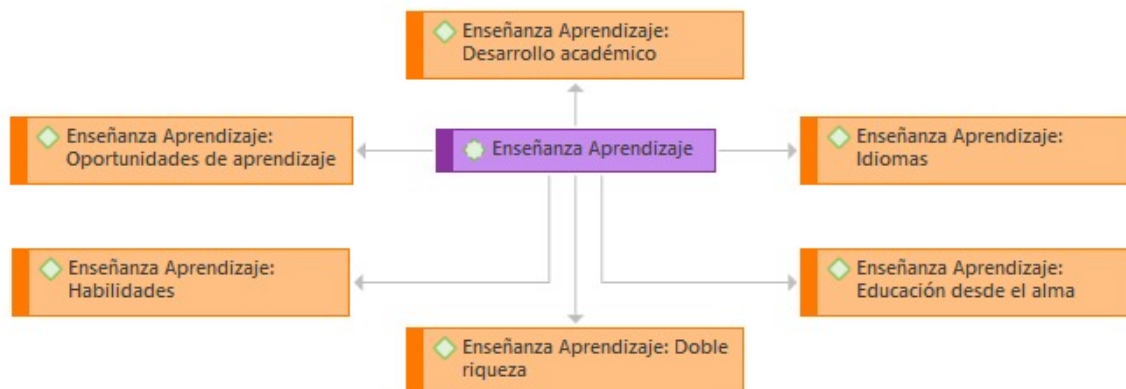 Enseñanza Aprendizaje:
Desarrollo académico
Enseñanza Aprendizaje:
Oportunidades de aprendizaje
Enseñanza Aprendizaje
Enseñanza Aprendizaje:
Idiomas
Enseñanza Aprendizaje:
Habilidades
Enseñanza Aprendizaje:
Educación desde el alma
Enseñanza Aprendizaje: Doble
riqueza